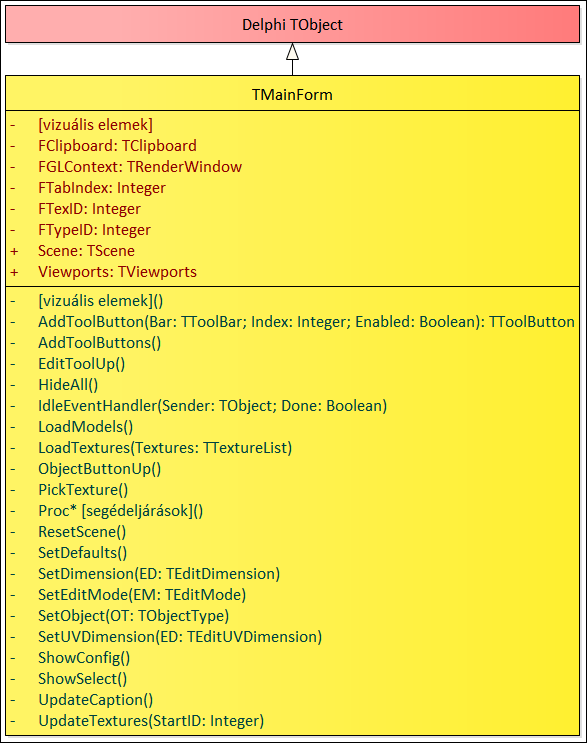 Delphi TObject
TMainForm
- [vizuális elemek]
- FClipboard: TClipboard
- FGLContext: TRenderWindow
- FTabIndex: Integer
- FTexID: Integer
- FTypeID: Integer
+ Scene: TScene
+ Viewports: TViewports
- [vizuális elemek]()
- AddToolButton(Bar: TToolBar; Index: Integer; Enabled: Boolean): TToolButton
- AddToolButtons()
- EditToolUp()
- HideAll()
- IdleEventHandler(Sender: TObject; Done: Boolean)
- LoadModels()
- LoadTextures(Textures: TTextureList)
- ObjectButtonUp()
- PickTexture()
- Proc* [segédeljárások]()
- ResetScene()
- SetDefaults()
- SetDimension(ED: TEditDimension)
- SetEditMode(EM: TEditMode)
- SetObject(OT: TObjectType)
- SetUVDimension(ED: TEditUVDimension)
- ShowConfig()
- ShowSelect()
- UpdateCaption()
- UpdateTextures(StartID: Integer)